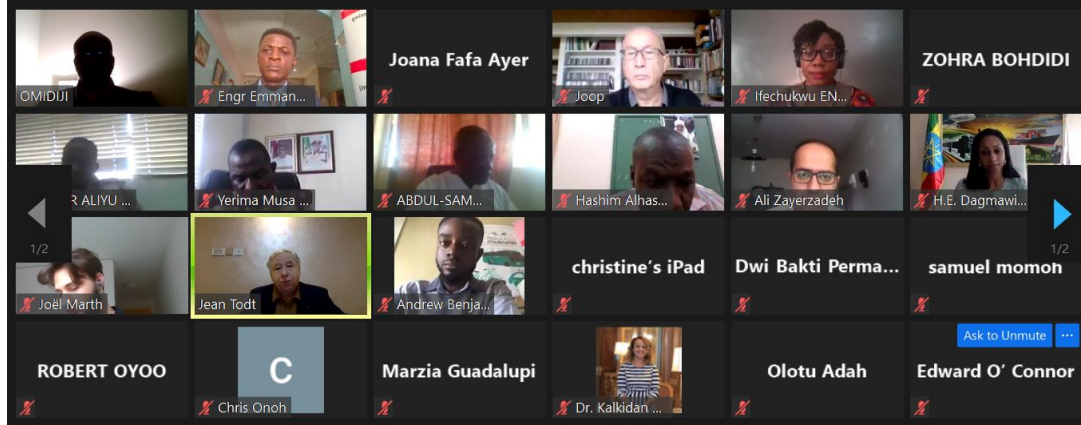 OMIDIJI
Engr Emman...
Joana Fafa Ayer
Joop
Ifechukwu EN...
ZOHRA BOHDIDI
R ALIYU ...
Yerima Musa ...
ABDUL-SAM...
Hashim Alhas...
Ali Zayerzadeh
H.E. Dagmawi...
1/2
1/2
Joël Marth
Jean Todt
Andrew Benja...
christine's iPad
Dwi Bakti Perma...
samuel momoh
ROBERT OYOO
C
Chris Onoh
Marzia Guadalupi
Dr. Kalkidan ...
Olotu Adah
Ask to Unmute
...
Edward O' Connor